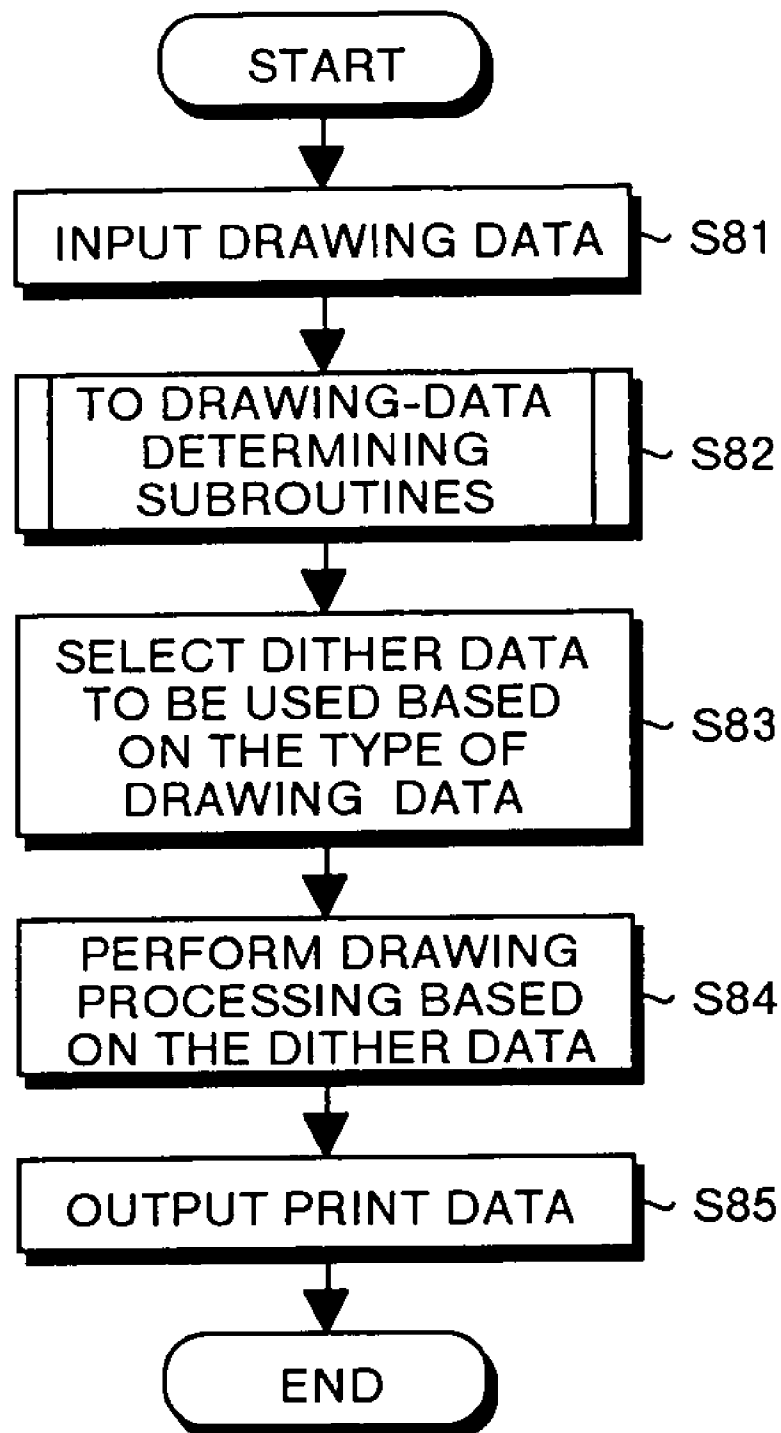 START
INPUT DRAWING DATA
S81
TO DRAWING-DATA
DETERMINING
SUBROUTINES
S82
SELECT DITHER DATA
TO BE USED BASED
ON THE TYPE OF
DRAWING DATA
S83
PERFORM DRAWING
PROCESSING BASED
ON THE DITHER DATA
S84
OUTPUT PRINT DATA
S85
END